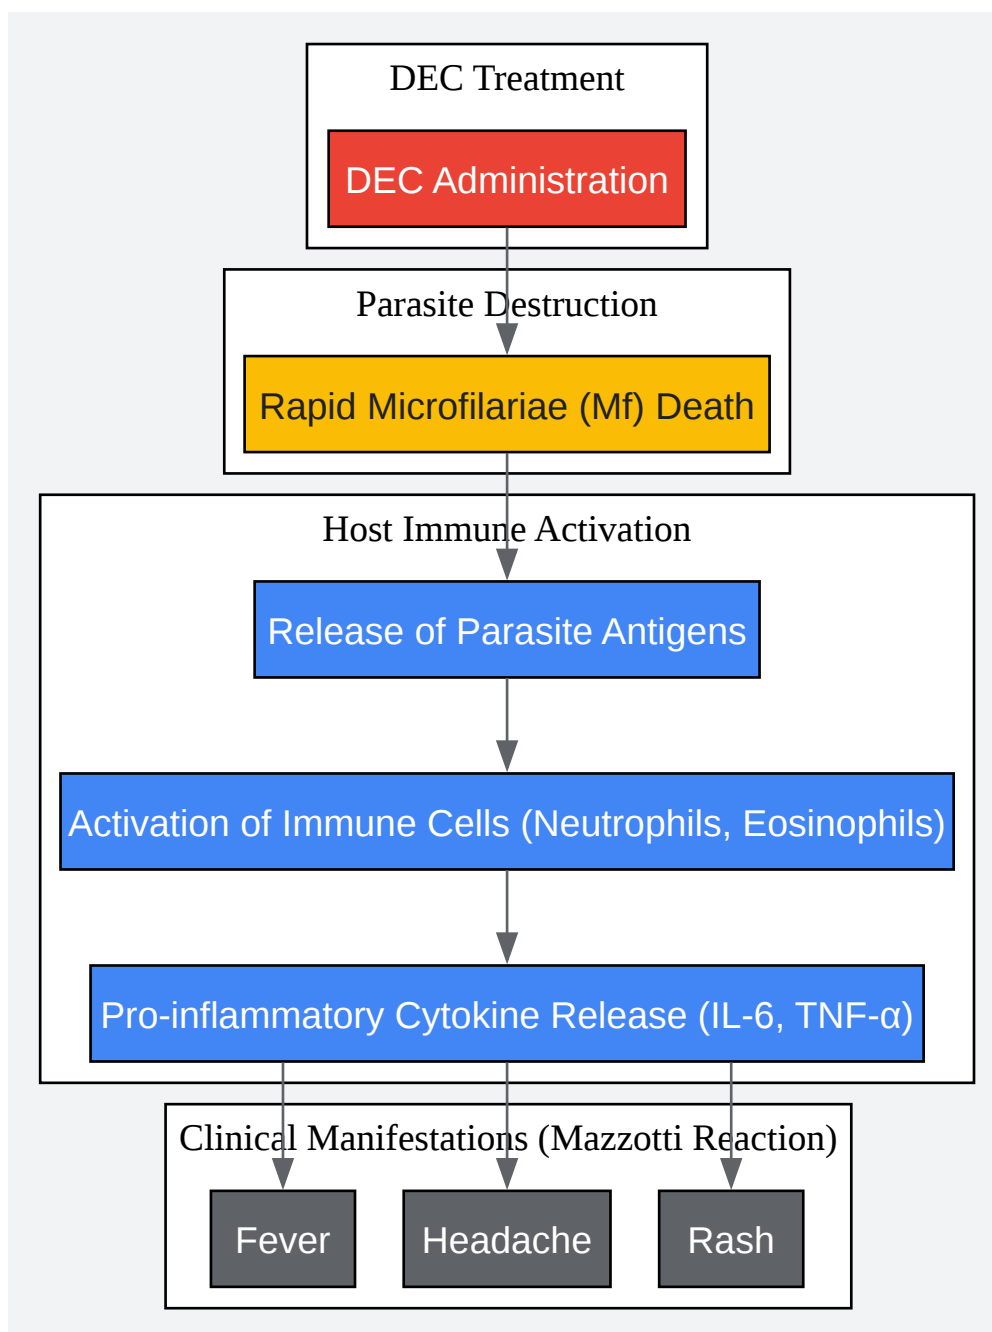 DEC Treatment
DEC Administration
Parasite Destruction
Rapid Microfilariae (Mf) Death
Host Immune Activation
Release of Parasite Antigens
Activation of Immune Cells (Neutrophils, Eosinophils)
Pro-inflammatory Cytokine Release (IL-6, TNF-α)
Clinical Manifestations (Mazzotti Reaction)
Fever
Headache
Rash